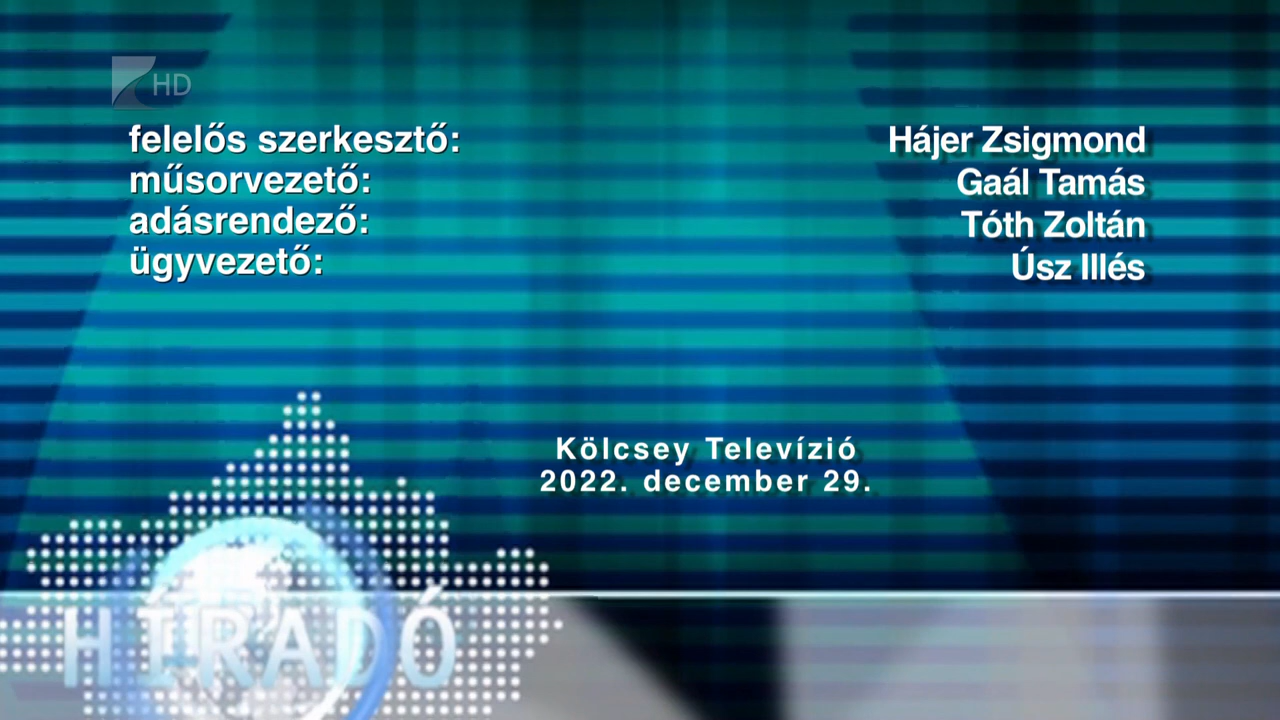 HD
felelős szerkesztő: Hájer Zsigmond
műsorvezető: Gaál Tamás
adásrendező: Tóth Zoltán
ügyvezető: Úsz Illés
Kölcsey Televízió
2022. december 29.
HÍRADÓ